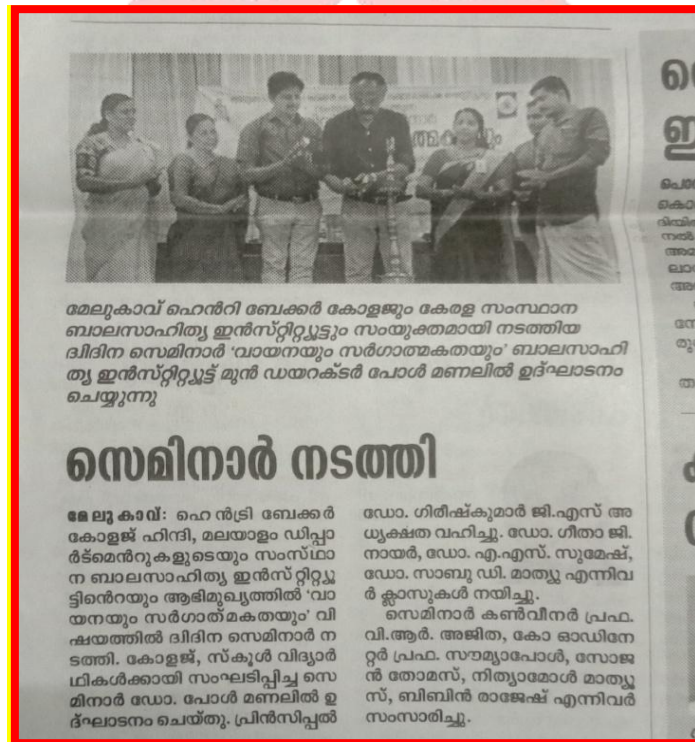 മേലുകാവ് ഹെൻറി ബേക്കർ കോളജും കേരള സംസ്ഥാന
ബാലസാഹിത്യ ഇൻസ്റ്റിറ്റ്യൂട്ടും സംയുക്തമായി നടത്തിയ
ദ്വിദിന സെമിനാർ ‘വായനയും സർഗാത്മകതയും’ ബാലസാഹി
ത്യ ഇൻസ്റ്റിറ്റ്യൂട്ട് മുൻ ഡയറക്ടർ പോൾ മണലിൽ ഉദ്ഘാടനം
ചെയ്യുന്നു
സെമിനാർ നടത്തി
മേലുകാവ്: ഹെൻട്രി ബേക്കർ
കോളജ് ഹിന്ദി, മലയാളം ഡിപ്പാ
ർട്മെൻറുകളുടെയും സംസ്ഥാ
ന ബാലസാഹിത്യ ഇൻസ്റ്റിറ്റ്യൂ
ട്ടിൻെറയും ആഭിമുഖ്യത്തിൽ ‘വാ
യനയും സർഗാത്മകതയും’ വി
ഷയത്തിൽ ദ്വിദിന സെമിനാർ ന
ടത്തി. കോളജ്, സ്കൂൾ വിദ്യാർ
ഥികൾക്കായി സംഘടിപ്പിച്ച സെ
മിനാർ ഡോ. പോൾ മണലിൽ ഉ
ദ്ഘാടനം ചെയ്തു. പ്രിൻസിപ്പൽ
ഡോ. ഗിരീഷ്കുമാർ ജി.എസ് അ
ധ്യക്ഷത വഹിച്ചു. ഡോ. ഗീതാ ജി.
നായർ, ഡോ. എ.എസ്. സുമേഷ്,
ഡോ. സാബു ഡി. മാത്യു എന്നിവ
ർ ക്ലാസുകൾ നയിച്ചു.
സെമിനാർ കൺവീനർ പ്രഫ.
വി.ആർ. അജിത, കോ ഓഡിനേ
റ്റർ പ്രഫ. സൗമ്യാപോൾ, സോജ
ൻ തോമസ്, നിത്യാമോൾ മാത്യൂ
സ്, ബിബിൻ രാജേഷ് എന്നിവർ
സംസാരിച്ചു.